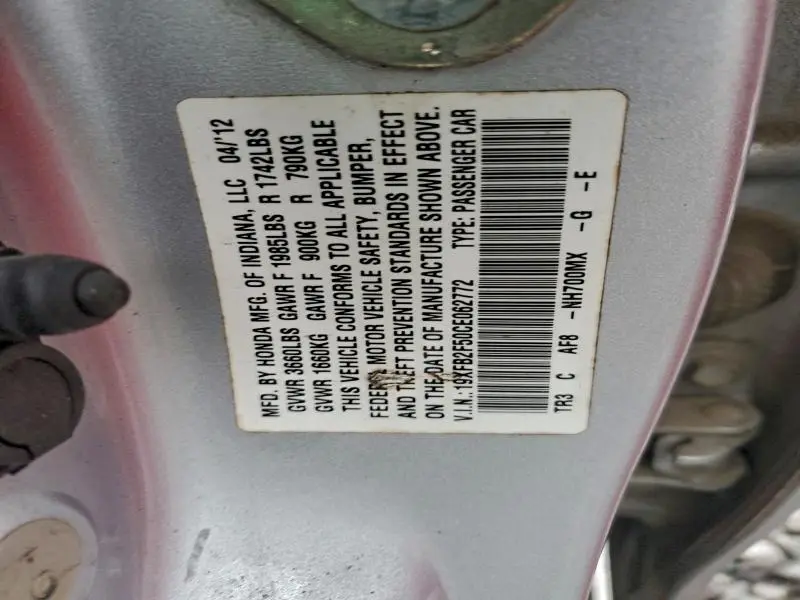 MFD. BY HONDA MFG. OF INDIANA, LLC 04/'12
GVWR 3660LBS GAWR F 1985LBS R 1742LBS
GVWR 1660KG GAWR F 900KG R 790KG
THIS VEHICLE CONFORMS TO ALL APPLICABLE
FEDERAL MOTOR VEHICLE SAFETY, BUMPER,
AND THEFT PREVENTION STANDARDS IN EFFECT
ON THE DATE OF MANUFACTURE SHOWN ABOVE.
V.I.N.:19XFB2F50CE062772 TYPE: PASSENGER CAR
TR3 C AF8 -NH700MX -G -E